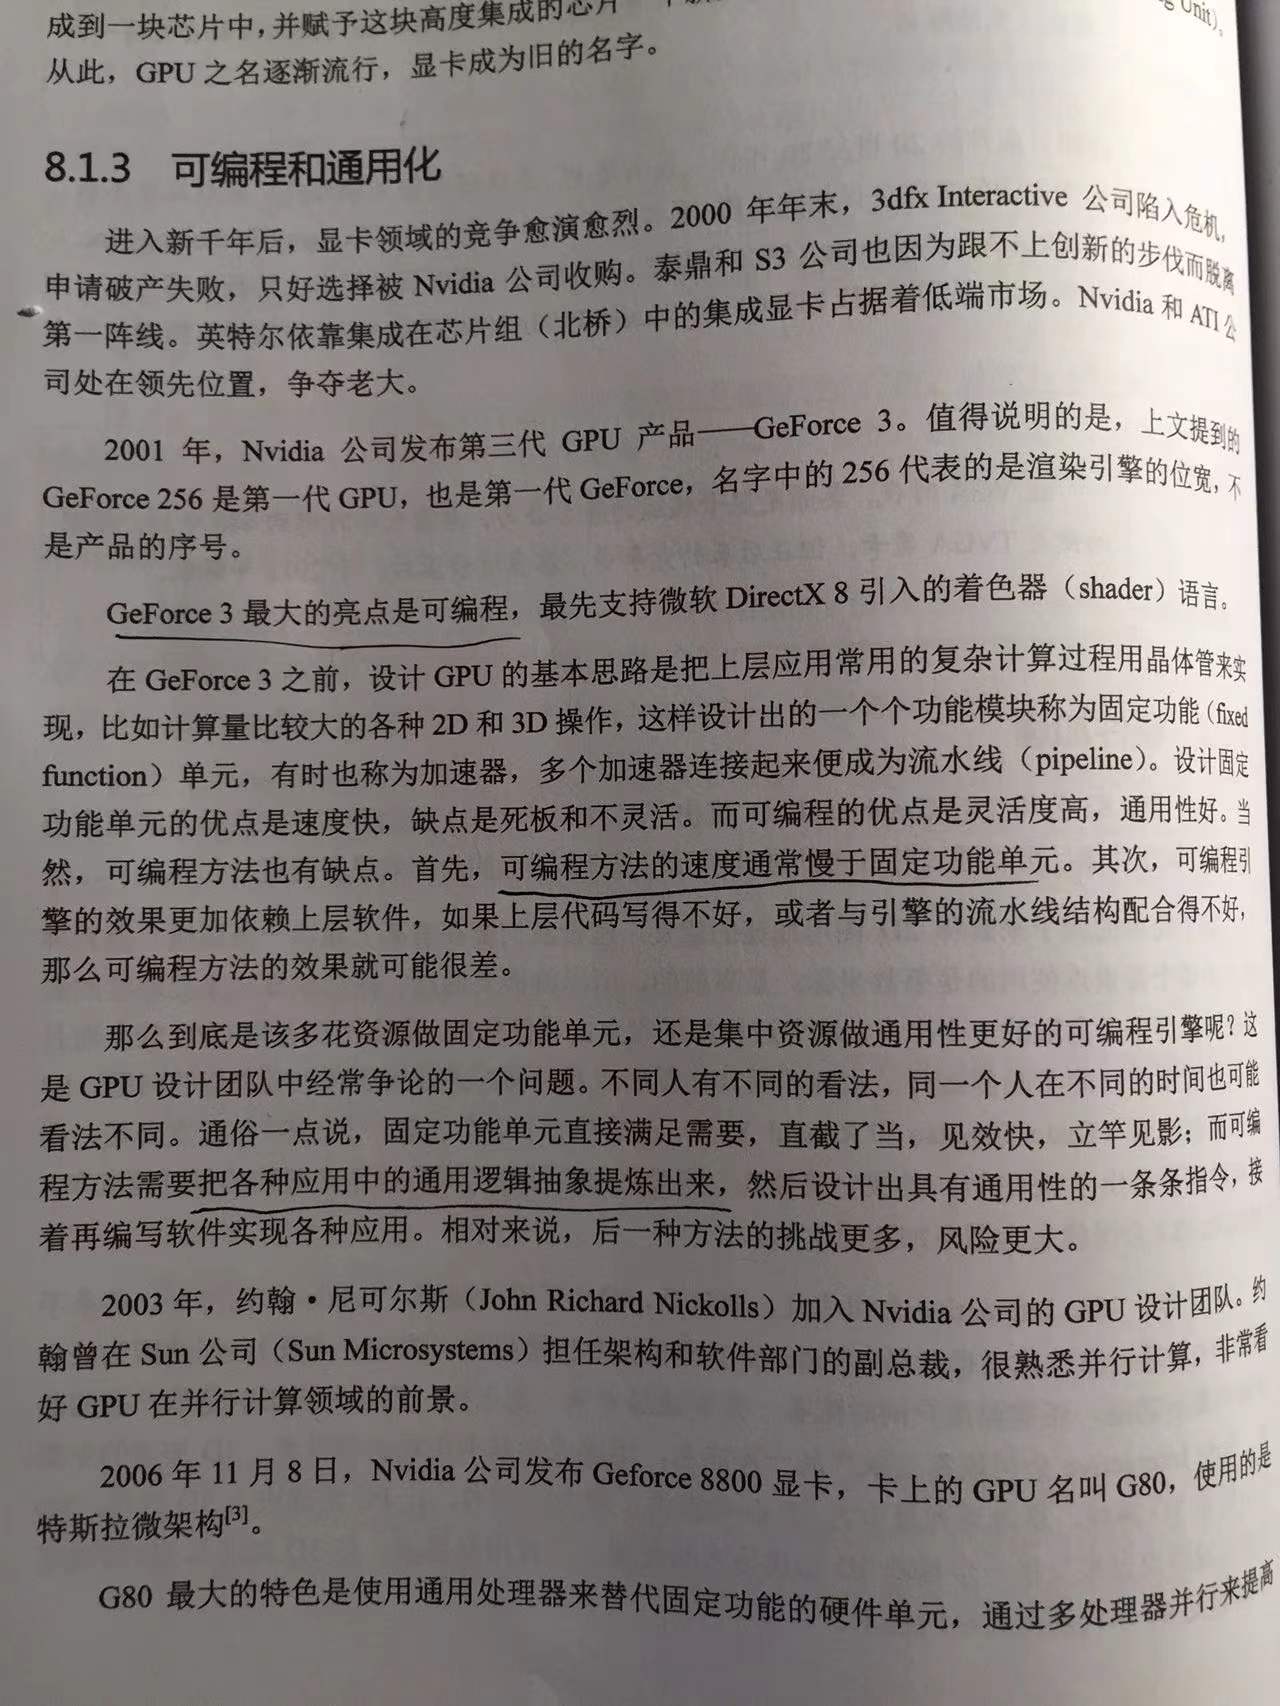 成到一块芯片中，并赋予这块高度集成的芯片一个新
Unit)。
从此，GPU 之名逐渐流行，显卡成为旧的名字。
8.1.3 可编程和通用化
进入新千年后，显卡领域的竞争愈演愈烈。2000 年年末，3dfx Interactive 公司陷入危机，
申请破产失败，只好选择被 Nvidia 公司收购。泰鼎和 S3 公司也因为跟不上创新的步伐而脱离
第一阵线。英特尔依靠集成在芯片组（北桥）中的集成显卡占据着低端市场。Nvidia 和 ATI 公
司处在领先位置，争夺老大。
2001 年，Nvidia 公司发布第三代 GPU 产品——GeForce 3。值得说明的是，上文提到的
GeForce 256 是第一代 GPU，也是第一代 GeForce，名字中的 256 代表的是渲染引擎的位宽，不
是产品的序号。
GeForce 3 最大的亮点是可编程，最先支持微软 DirectX 8 引入的着色器（shader）语言。
在 GeForce 3 之前，设计 GPU 的基本思路是把上层应用常用的复杂计算过程用晶体管来实
现，比如计算量比较大的各种 2D 和 3D 操作，这样设计出的一个个功能模块称为固定功能（fixed
function）单元，有时也称为加速器，多个加速器连接起来便成为流水线（pipeline）。设计固定
功能单元的优点是速度快，缺点是死板和不灵活。而可编程的优点是灵活度高，通用性好。当
然，可编程方法也有缺点。首先，可编程方法的速度通常慢于固定功能单元。其次，可编程引
擎的效果更加依赖上层软件，如果上层代码写得不好，或者与引擎的流水线结构配合得不好，
那么可编程方法的效果就可能很差。
那么到底是该多花资源做固定功能单元，还是集中资源做通用性更好的可编程引擎呢？这
是 GPU 设计团队中经常争论的一个问题。不同人有不同的看法，同一个人在不同的时间也可能
看法不同。通俗一点说，固定功能单元直接满足需要，直截了当，见效快，立竿见影；而可编
程方法需要把各种应用中的通用逻辑抽象提炼出来，然后设计出具有通用性的一条条指令，接
着再编写软件实现各种应用。相对来说，后一种方法的挑战更多，风险更大。
2003 年，约翰·尼可尔斯（John Richard Nickolls）加入 Nvidia 公司的 GPU 设计团队。约
翰曾在 Sun 公司（Sun Microsystems）担任架构和软件部门的副总裁，很熟悉并行计算，非常看
好 GPU 在并行计算领域的前景。
2006 年 11 月 8 日，Nvidia 公司发布 Geforce 8800 显卡，卡上的 GPU 名叫 G80，使用的是
特斯拉微架构[3]。
G80 最大的特色是使用通用处理器来替代固定功能的硬件单元，通过多处理器并行来提高